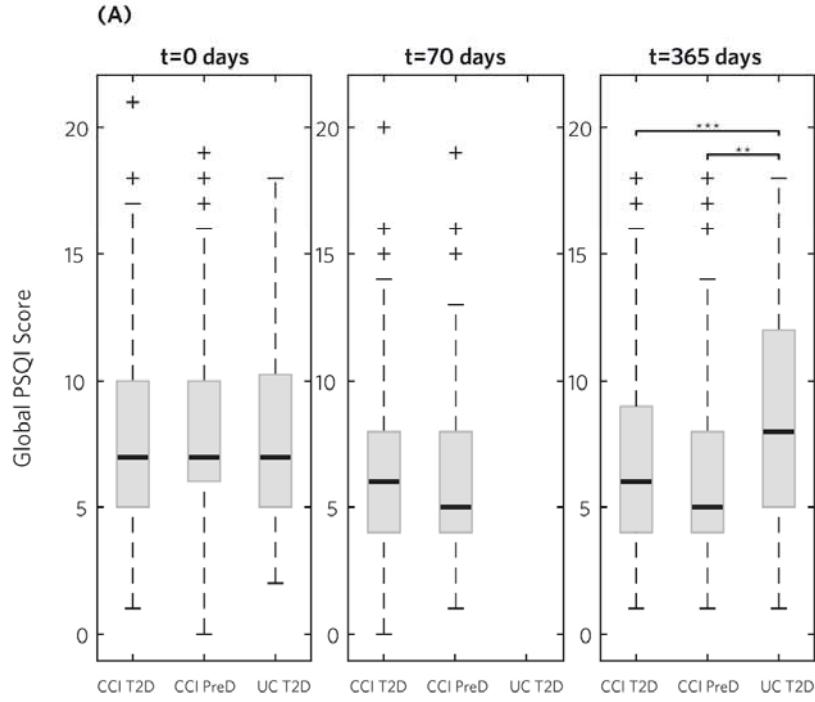 (A)
t=0 days t=70 days t=365 days
Global PSQI Score
20 20 20
*** 
**
15 15 15
10 10 10
5 5 5
0 0 0
CCI T2D CCI PreD UC T2D CCI T2D CCI PreD UC T2D CCI T2D CCI PreD UC T2D